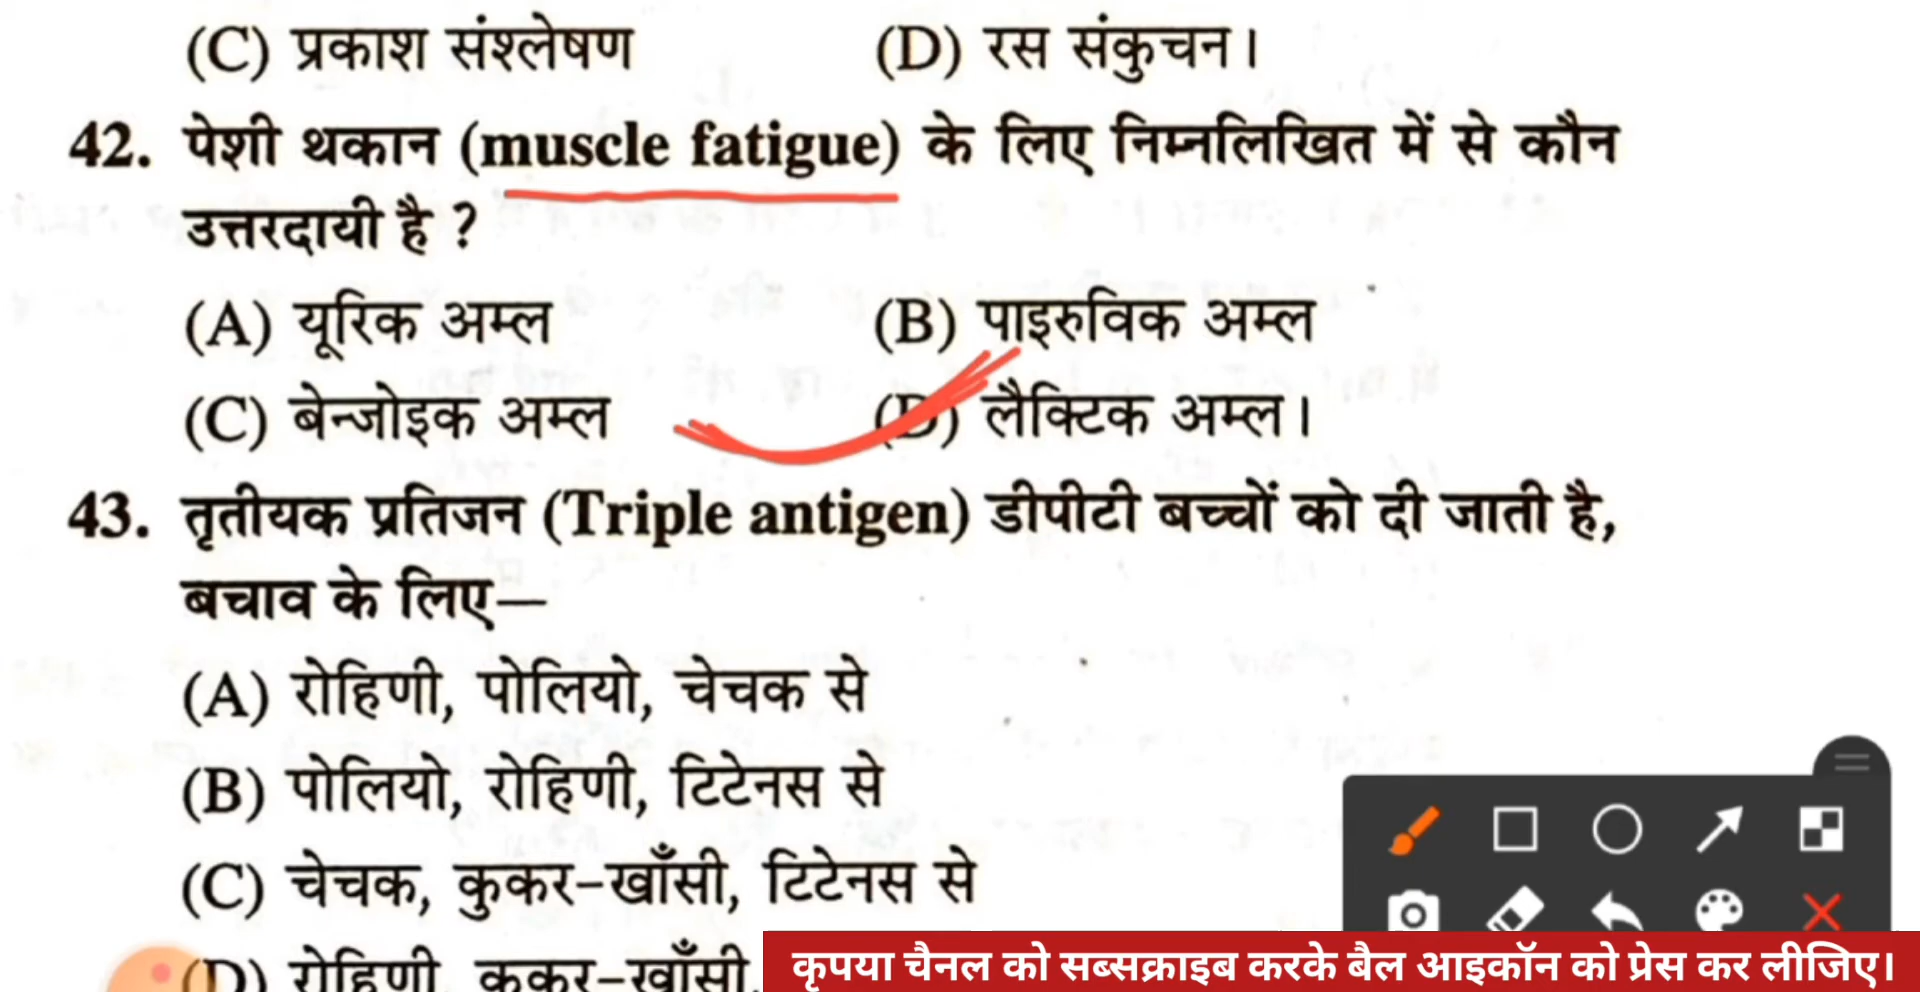 (C) प्रकाश संश्लेषण (D) रस संकुचन।
42. पेशी थकान (muscle fatigue) के लिए निम्नलिखित में से कौन
उत्तरदायी है ?
(A) यूरिक अम्ल (B) पाइरुविक अम्ल
(C) बेन्जोइक अम्ल (D) लैक्टिक अम्ल।
43. तृतीयक प्रतिजन (Triple antigen) डीपीटी बच्चों को दी जाती है,
बचाव के लिए—
(A) रोहिणी, पोलियो, चेचक से
(B) पोलियो, रोहिणी, टिटेनस से
(C) चेचक, कुकर-खाँसी, टिटेनस से
(D) रोहिणी, कुकर-खाँसी,
कृपया चैनल को सब्सक्राइब करके बैल आइकॉन को प्रेस कर लीजिए।